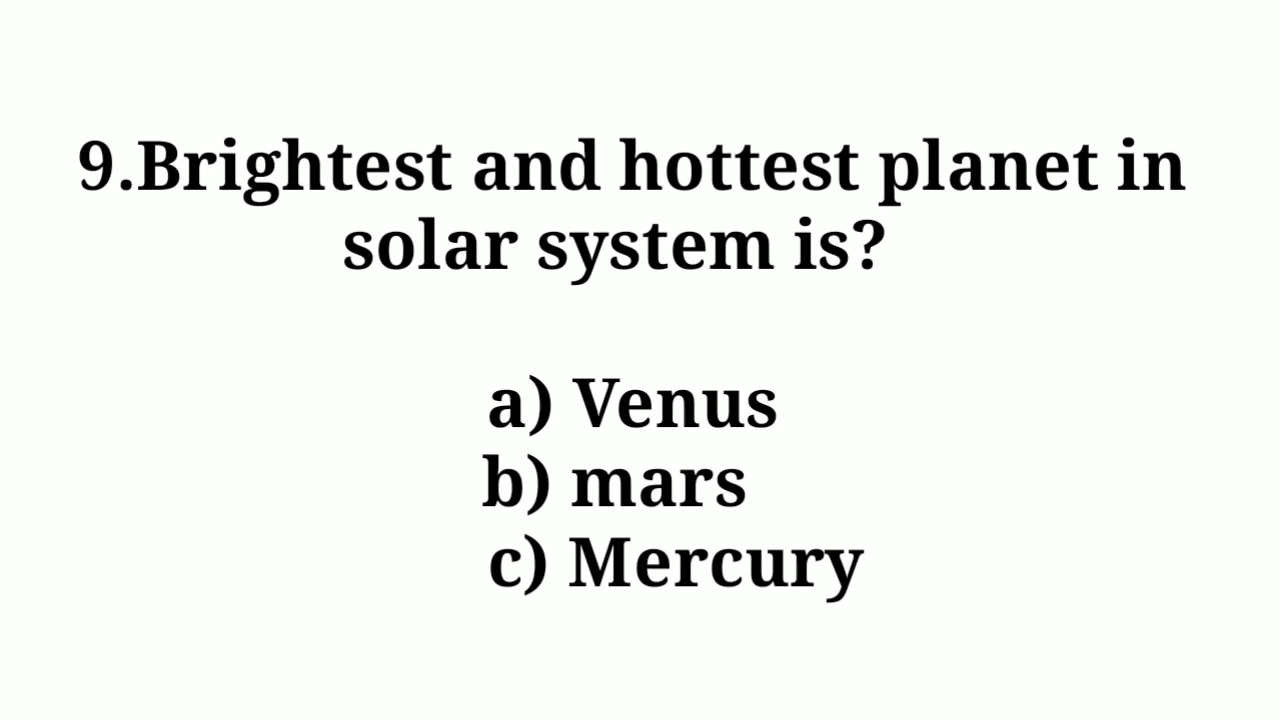 9.Brightest and hottest planet in
solar system is?
a) Venus
b) mars
c) Mercury